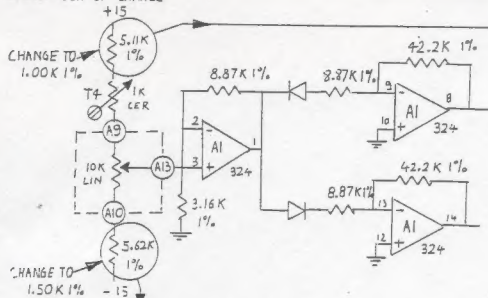 +15
5.11K
1%
CHANGE TO
1.00K 1%
T4
1K
CER
A9
10K
LIN
A13
A10
5.62K
1%
CHANGE TO
1.50K 1%
-15
8.87K 1%
2
3
A1
1
324
3.16K
1%
8.87K 1%
42.2K 1%
9
8
10
A1
324
8.87K 1%
42.2K 1%
13
14
12
A1
324